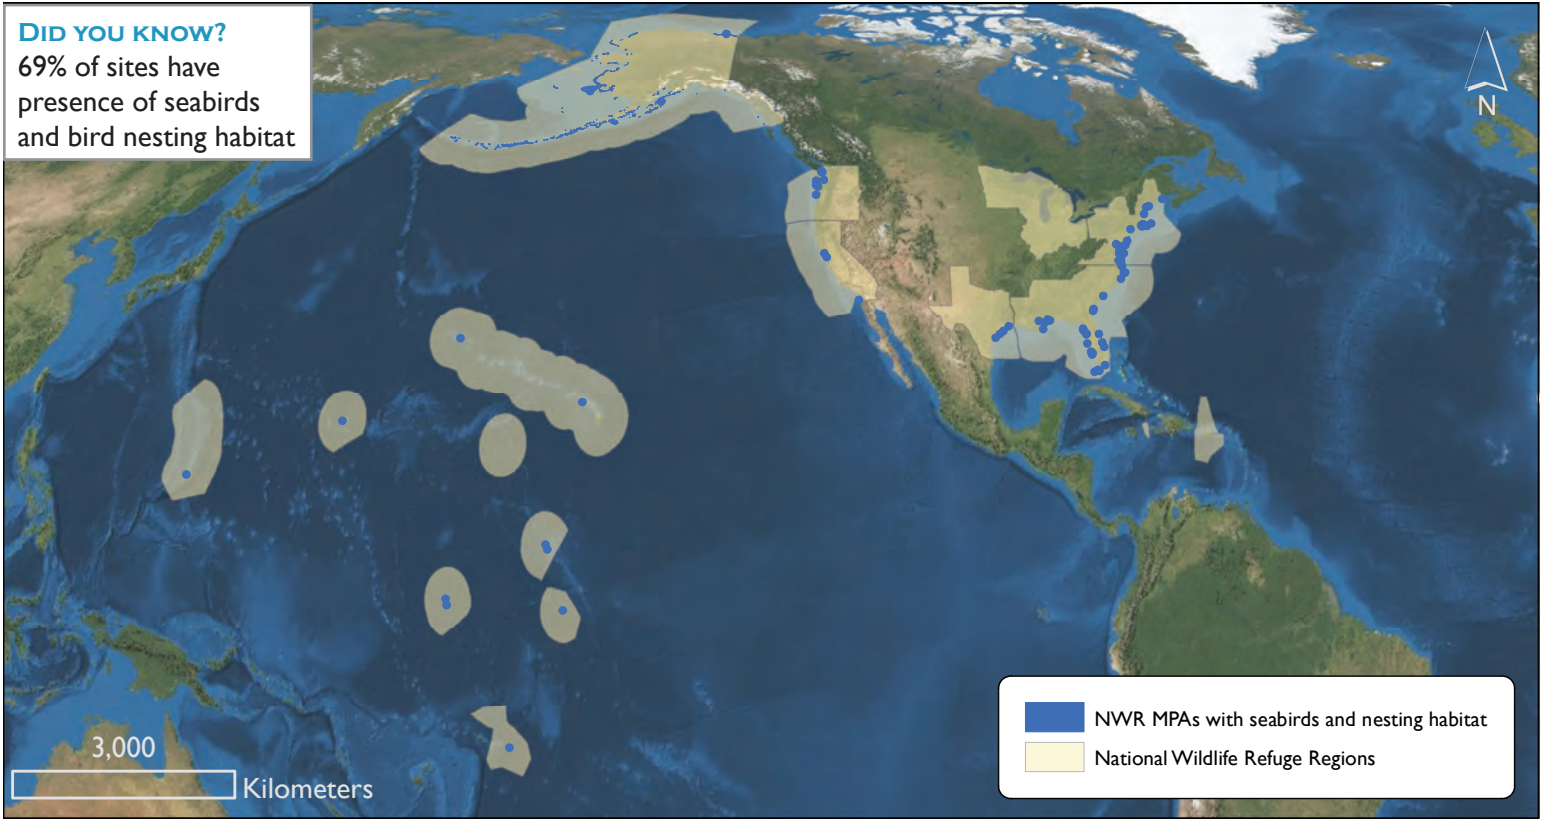 DID YOU KNOW?
69% of sites have
presence of seabirds
and bird nesting habitat
N
NWR MPAs with seabirds and nesting habitat
National Wildlife Refuge Regions
3,000
Kilometers